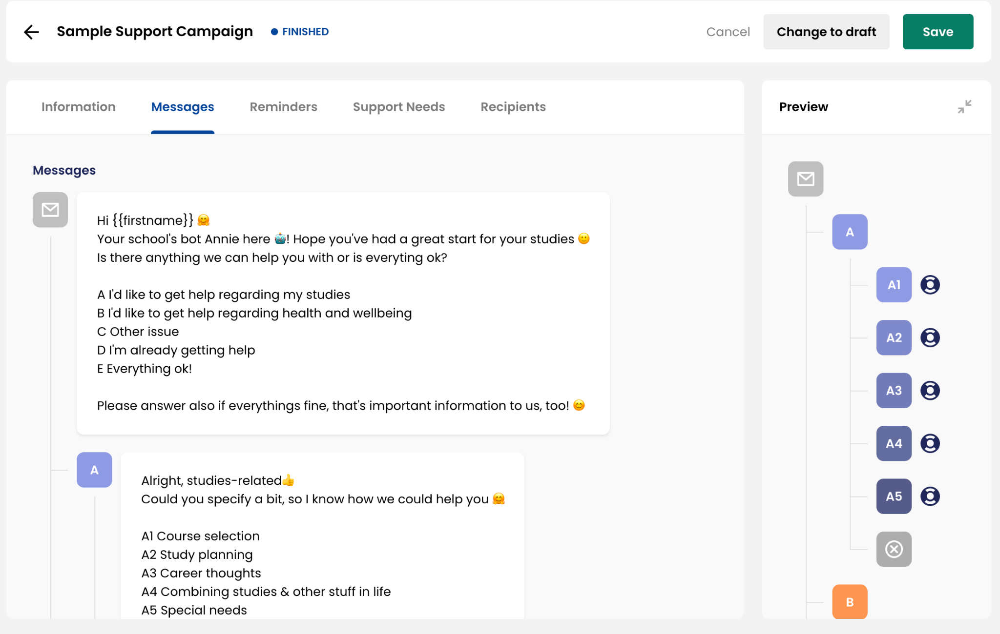 Sample Support Campaign
FINISHED
Cancel
Change to draft
Save
Information
Messages
Reminders
Support Needs
Recipients
Preview
Messages
Hi {{firstname}} 🤗
Your school's bot Annie here 🤖! Hope you've had a great start for your studies 🙂
Is there anything we can help you with or is everyting ok?
A I'd like to get help regarding my studies
B I'd like to get help regarding health and wellbeing
C Other issue
D I'm already getting help
E Everything ok!
Please answer also if everythings fine, that's important information to us, too! 😊
A
Alright, studies-related👍
Could you specify a bit, so I know how we could help you 🤗
A1 Course selection
A2 Study planning
A3 Career thoughts
A4 Combining studies & other stuff in life
A5 Special needs
A
A1
A2
A3
A4
A5
B